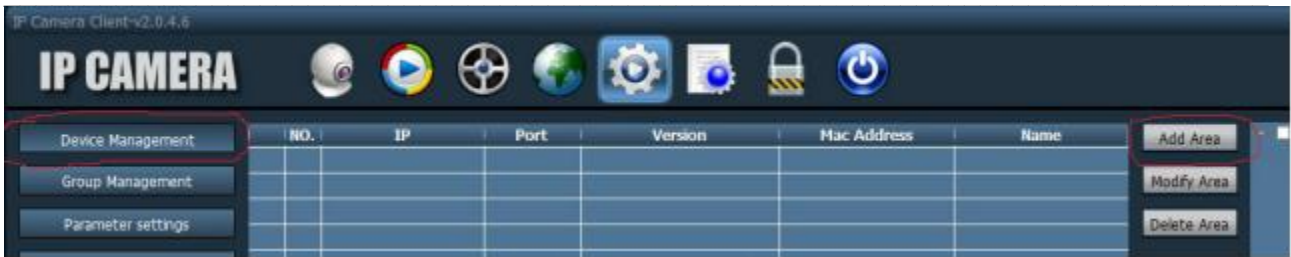 IP Camera Client-v2.0.4.6
IP CAMERA
Device Management
NO. IP Port Version Mac Address Name
Add Area
Group Management
Modify Area
Parameter settings
Delete Area